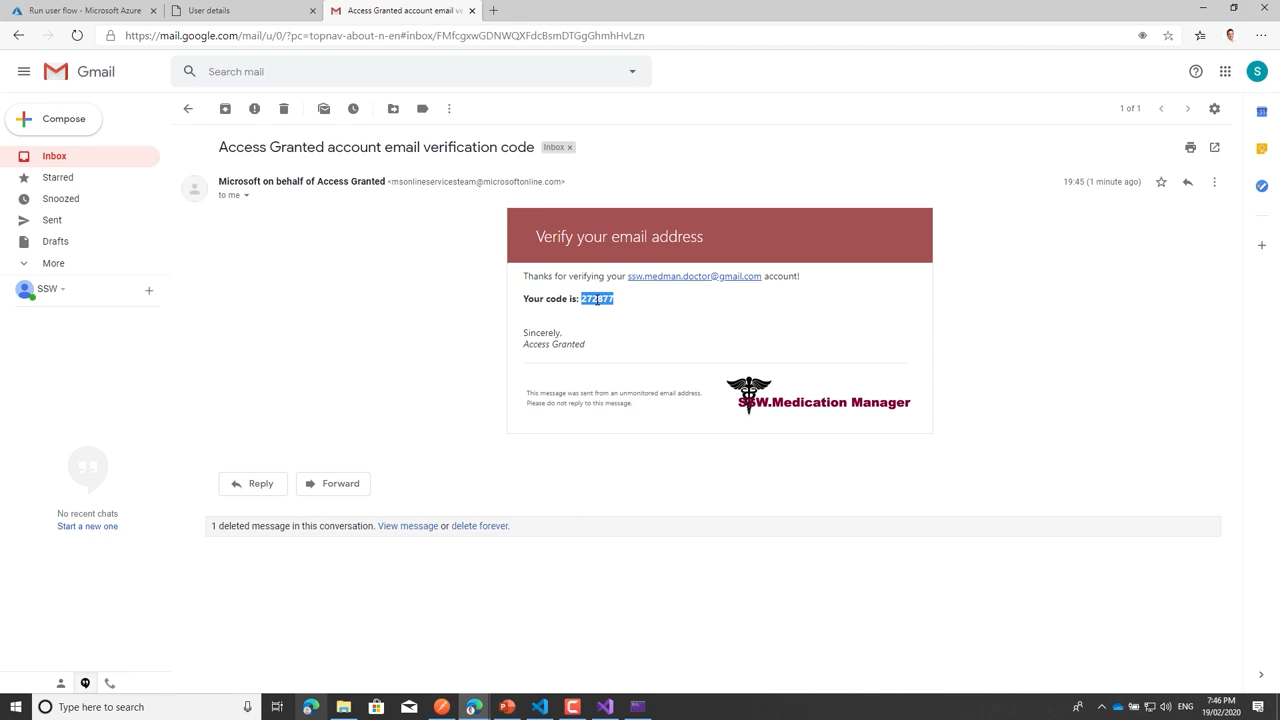 Run user flow - Microsoft Azure
User details
Access Granted account email ve
https://mail.google.com/mail/u/0/?pc=topnav-about-n-en#inbox/FMfcgxwGDNWQXFdcBsmDTGgGhmhHvLzn
Gmail
Search mail
S
Compose
1 of 1
Inbox
Starred
Snoozed
Sent
Drafts
More
SSW
No recent chats
Start a new one
Access Granted account email verification code
Inbox
Microsoft on behalf of Access Granted <msonlineservicesteam@microsoftonline.com>
19:45 (1 minute ago)
to me
Verify your email address
Thanks for verifying your ssw.medman.doctor@gmail.com account!
Your code is: 272877
Sincerely,
Access Granted
This message was sent from an unmonitored email address.
Please do not reply to this message.
SSW.Medication Manager
Reply
Forward
1 deleted message in this conversation. View message or delete forever.
Type here to search
ENG
7:46 PM
19/02/2020